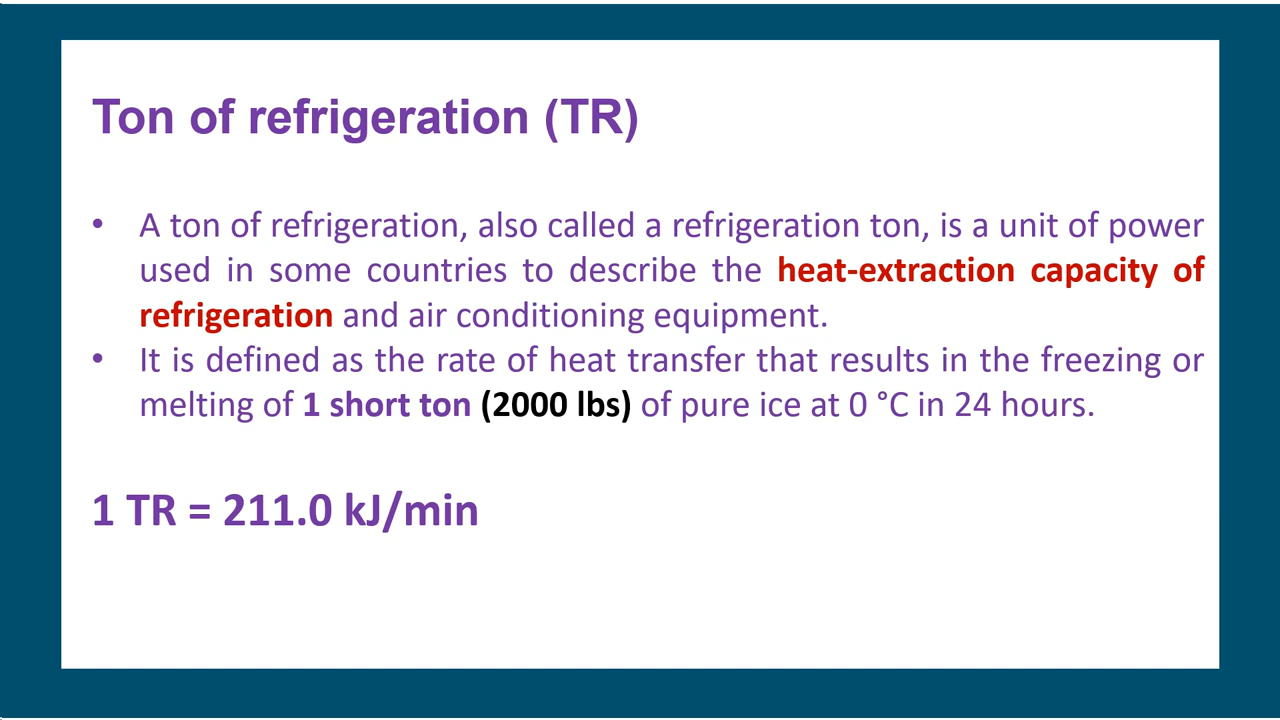 Ton of refrigeration (TR)
• A ton of refrigeration, also called a refrigeration ton, is a unit of power
used in some countries to describe the heat-extraction capacity of
refrigeration and air conditioning equipment.
• It is defined as the rate of heat transfer that results in the freezing or
melting of 1 short ton (2000 lbs) of pure ice at 0 °C in 24 hours.
1 TR = 211.0 kJ/min